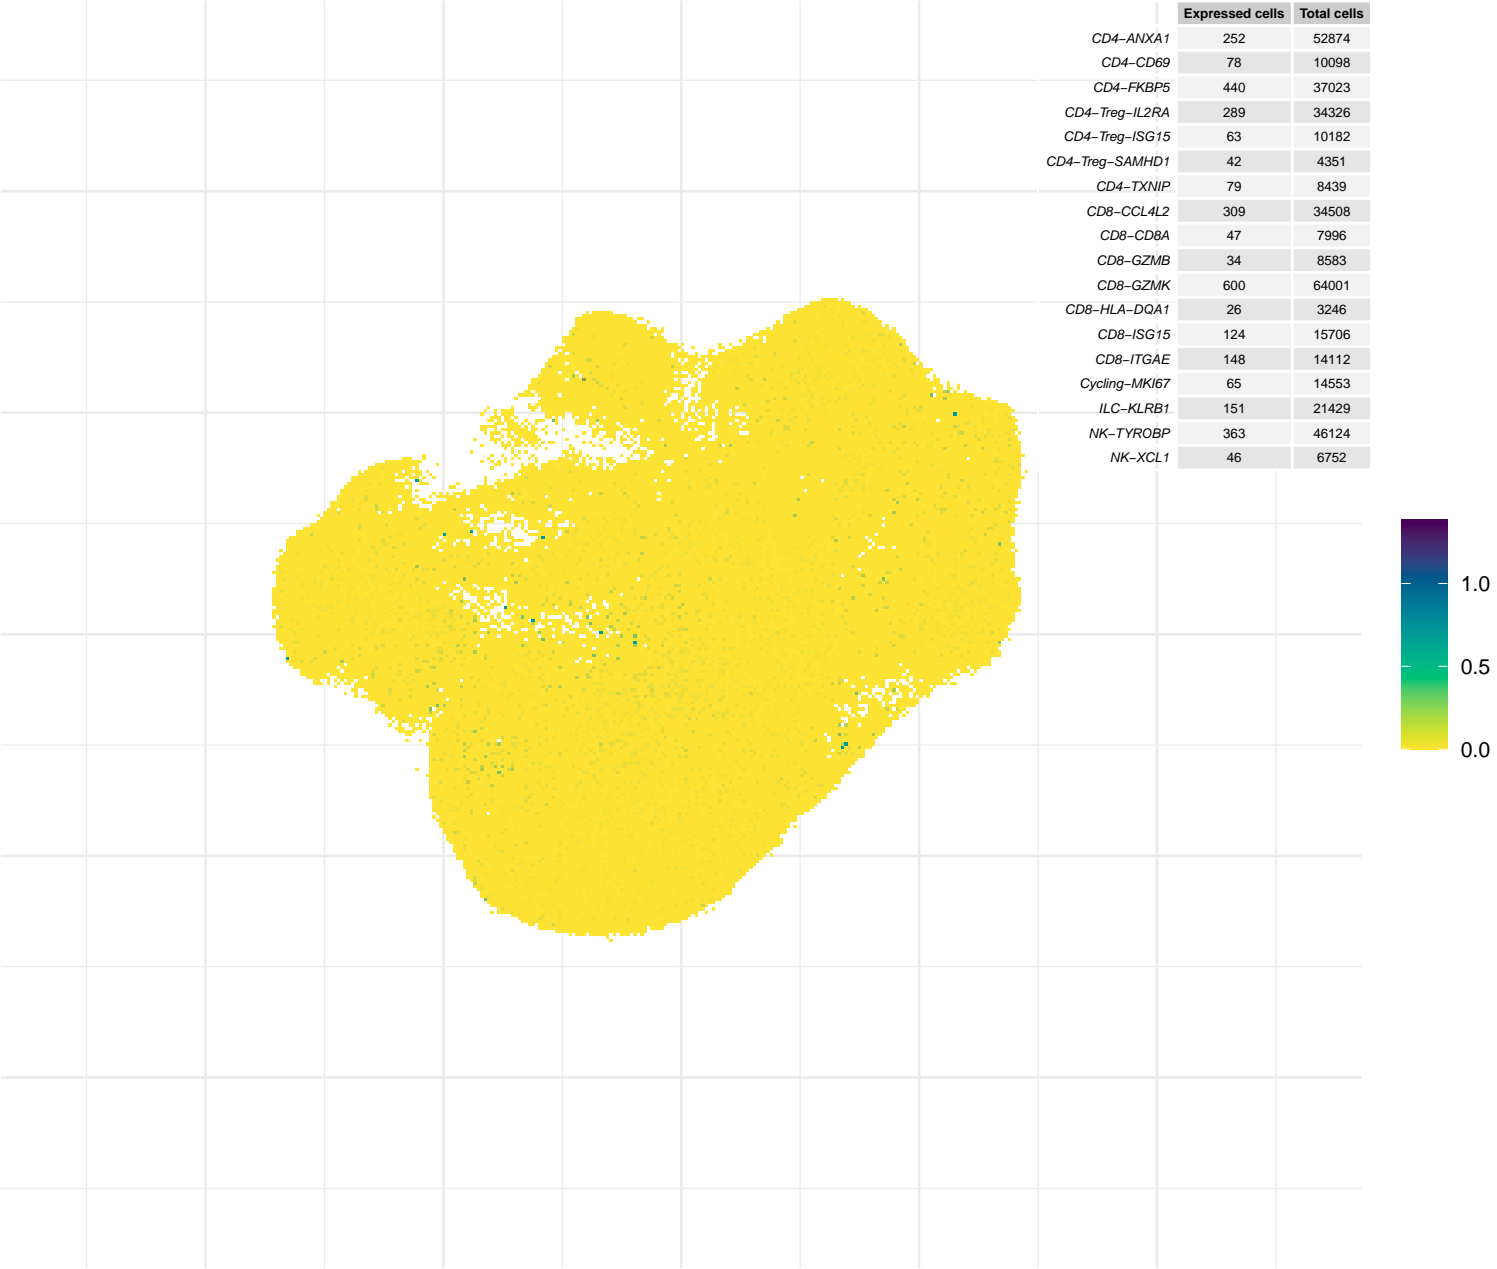 Expressed cells Total cells
CD4−ANXA1 252 52874
CD4−CD69 78 10098
CD4−FKBP5 440 37023
CD4−Treg−IL2RA 289 34326
CD4−Treg−ISG15 63 10182
CD4−Treg−SAMHD1 42 4351
CD4−TXNIP 79 8439
CD8−CCL4L2 309 34508
CD8−CD8A 47 7996
CD8−GZMB 34 8583
CD8−GZMK 600 64001
CD8−HLA−DQA1 26 3246
CD8−ISG15 124 15706
CD8−ITGAE 148 14112
Cycling−MKI67 65 14553
ILC−KLRB1 151 21429
NK−TYROBP 363 46124
NK−XCL1 46 6752
1.0
0.5
0.0